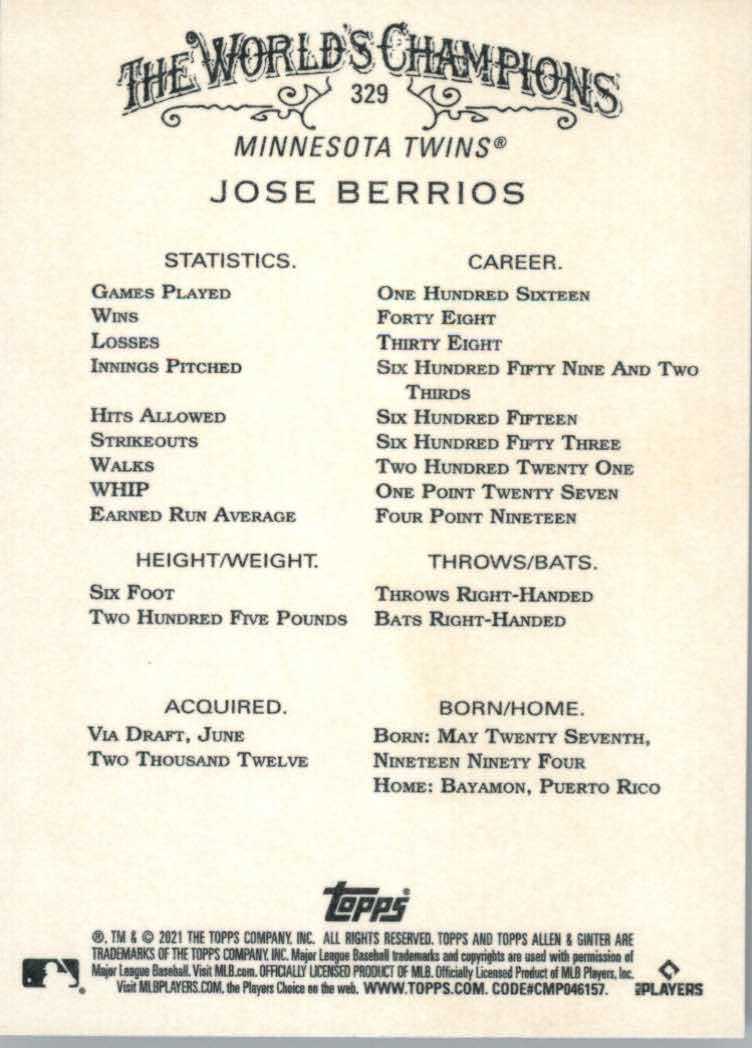 THE WORLD'S CHAMPIONS
329
MINNESOTA TWINS®
JOSE BERRIOS
STATISTICS. CAREER.
GAMES PLAYED ONE HUNDRED SIXTEEN
WINS FORTY EIGHT
LOSSES THIRTY EIGHT
INNINGS PITCHED SIX HUNDRED FIFTY NINE AND TWO
THIRDS
HITS ALLOWED SIX HUNDRED FIFTEEN
STRIKEOUTS SIX HUNDRED FIFTY THREE
WALKS TWO HUNDRED TWENTY ONE
WHIP ONE POINT TWENTY SEVEN
EARNED RUN AVERAGE FOUR POINT NINETEEN
HEIGHT/WEIGHT. THROWS/BATS.
SIX FOOT THROWS RIGHT-HANDED
TWO HUNDRED FIVE POUNDS BATS RIGHT-HANDED
ACQUIRED. BORN/HOME.
VIA DRAFT, JUNE BORN: MAY TWENTY SEVENTH,
TWO THOUSAND TWELVE NINETEEN NINETY FOUR
HOME: BAYAMON, PUERTO RICO
Topps®
®, TM & © 2021 THE TOPPS COMPANY, INC. ALL RIGHTS RESERVED. TOPPS AND TOPPS ALLEN & GINTER ARE
TRADEMARKS OF THE TOPPS COMPANY, INC. Major League Baseball trademarks and copyrights are used with permission of
Major League Baseball. Visit MLB.com. OFFICIALLY LICENSED PRODUCT OF MLB. Officially Licensed Product of MLB Players, Inc.
Visit MLBPLAYERS.COM, the Players Choice on the web. WWW.TOPPS.COM. CODE#CMP046157.
MLB PLAYERS